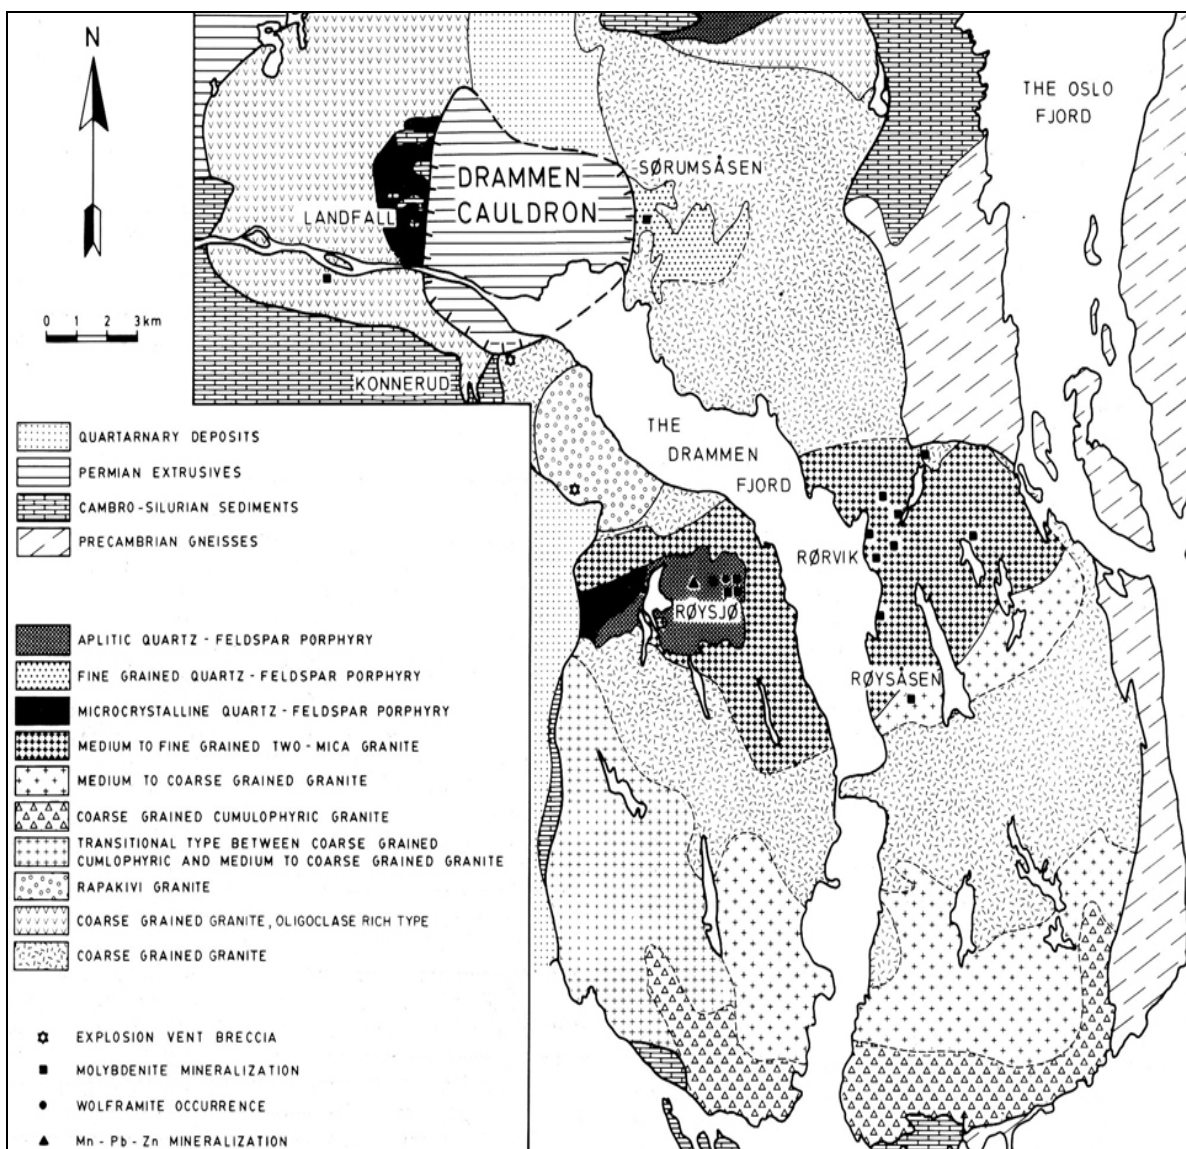 N
THE OSLO
FJORD
SØRUMSÅSEN
DRAMMEN
CAULDRON
LANDFALL
0 1 2 3 km
KONNERUD
THE
DRAMMEN
FJORD
RØRVIK
RØYSJØ
RØYSÅSEN
QUARTARNARY DEPOSITS
PERMIAN EXTRUSIVES
CAMBRO-SILURIAN SEDIMENTS
PRECAMBRIAN GNEISSES
APLITIC QUARTZ-FELDSPAR PORPHYRY
FINE GRAINED QUARTZ-FELDSPAR PORPHYRY
MICROCRYSTALLINE QUARTZ-FELDSPAR PORPHYRY
MEDIUM TO FINE GRAINED TWO-MICA GRANITE
MEDIUM TO COARSE GRAINED GRANITE
COARSE GRAINED CUMULOPHYRIC GRANITE
TRANSITIONAL TYPE BETWEEN COARSE GRAINED
CUMLOPHYRIC AND MEDIUM TO COARSE GRAINED GRANITE
RAPAKIVI GRANITE
COARSE GRAINED GRANITE, OLIGOCLASE RICH TYPE
COARSE GRAINED GRANITE
EXPLOSION VENT BRECCIA
MOLYBDENITE MINERALIZATION
WOLFRAMITE OCCURRENCE
Mn-Pb-Zn MINERALIZATION